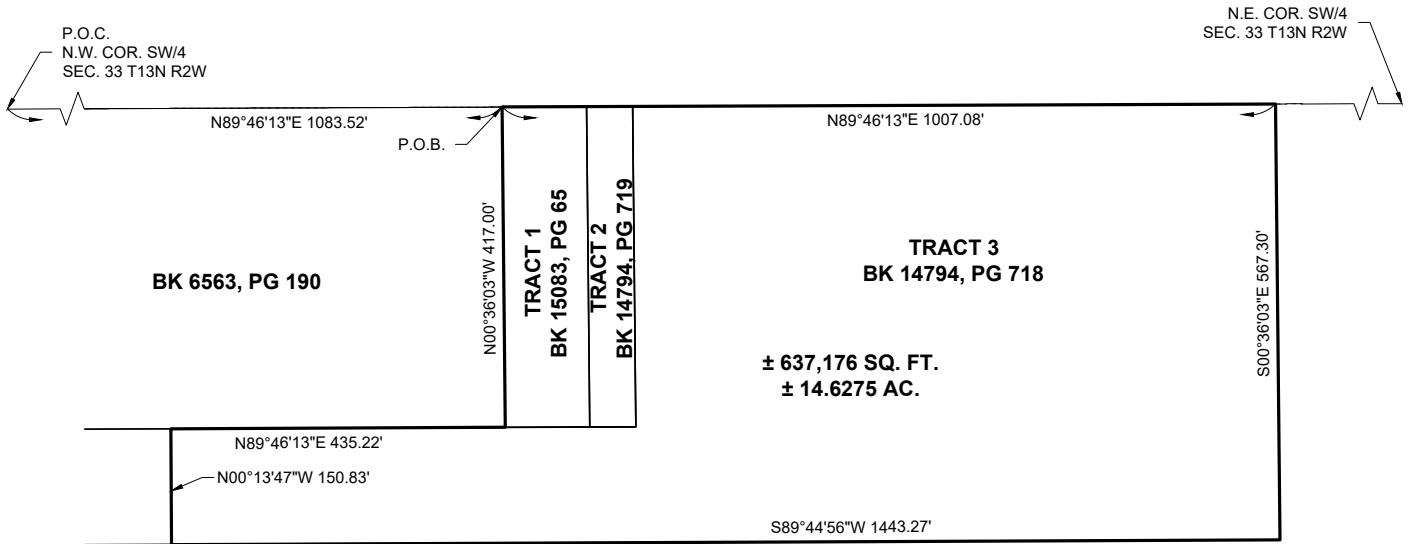 P.O.C.
N.W. COR. SW/4
SEC. 33 T13N R2W
N.E. COR. SW/4
SEC. 33 T13N R2W
N89°46'13"E 1083.52'
P.O.B.
N89°46'13"E 1007.08'
BK 6563, PG 190
N00°36'03"W 417.00'
TRACT 1
BK 15083, PG 65
TRACT 2
BK 14794, PG 719
TRACT 3
BK 14794, PG 718
S00°36'03"E 567.30'
± 637,176 SQ. FT.
± 14.6275 AC.
N89°46'13"E 435.22'
N00°13'47"W 150.83'
S89°44'56"W 1443.27'